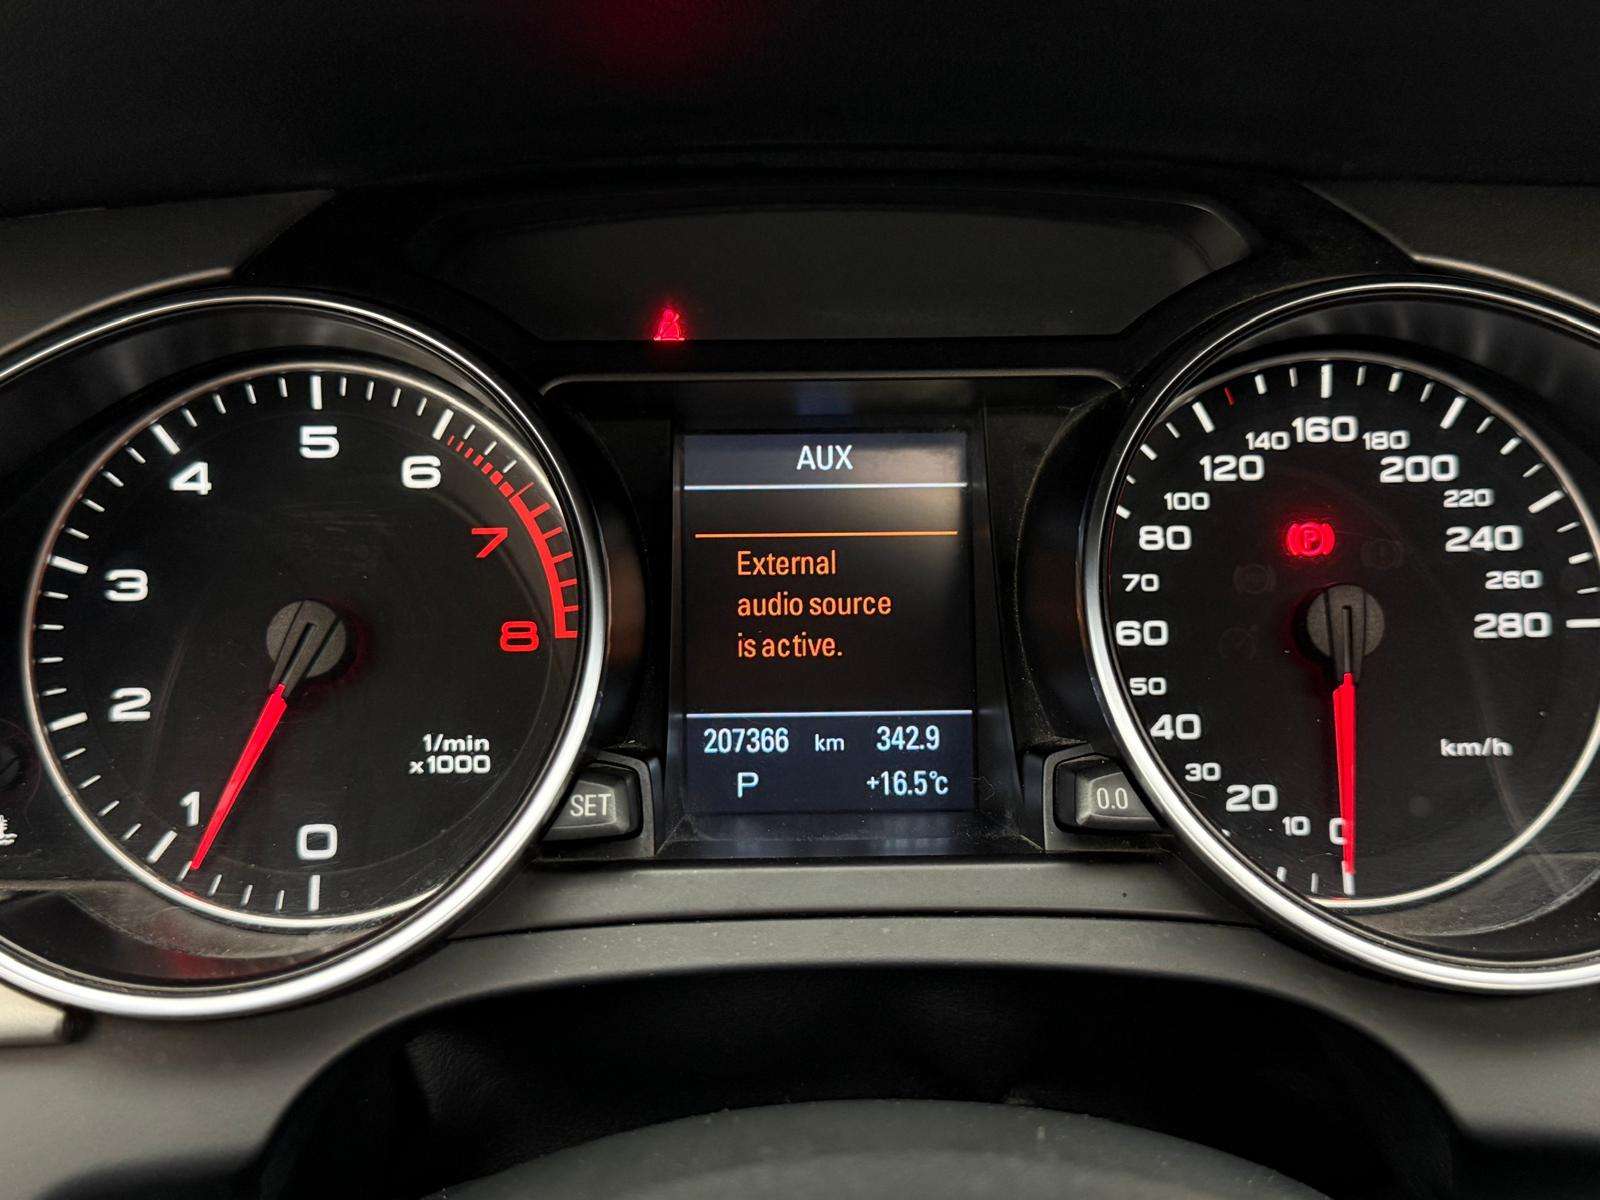 AUX
External
audio source
is active.
207366 km 342.9
P +16.5°C
SET
0.0
0
1
2
3
4
5
6
7
8
1/min
x1000
0
10
20
30
40
50
60
70
80
100
120
140
160
180
200
220
240
260
280
km/h
P